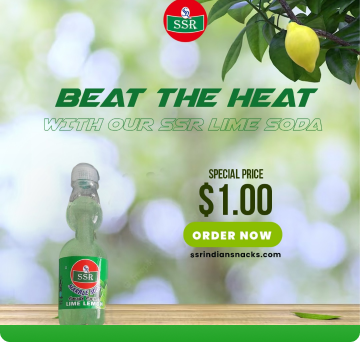 SSR
BEAT THE HEAT
WITH OUR SSR LIME SODA
SPECIAL PRICE
$1.00
ORDER NOW
ssrindiansnacks.com
SSR
LIME LEMON